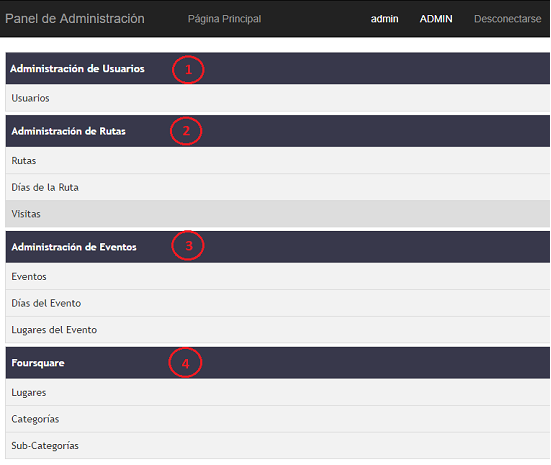 Panel de Administración Página Principal admin ADMIN Desconectarse
Administración de Usuarios 1
Usuarios
Administración de Rutas 2
Rutas
Días de la Ruta
Visitas
Administración de Eventos 3
Eventos
Días del Evento
Lugares del Evento
Foursquare 4
Lugares
Categorías
Sub-Categorías